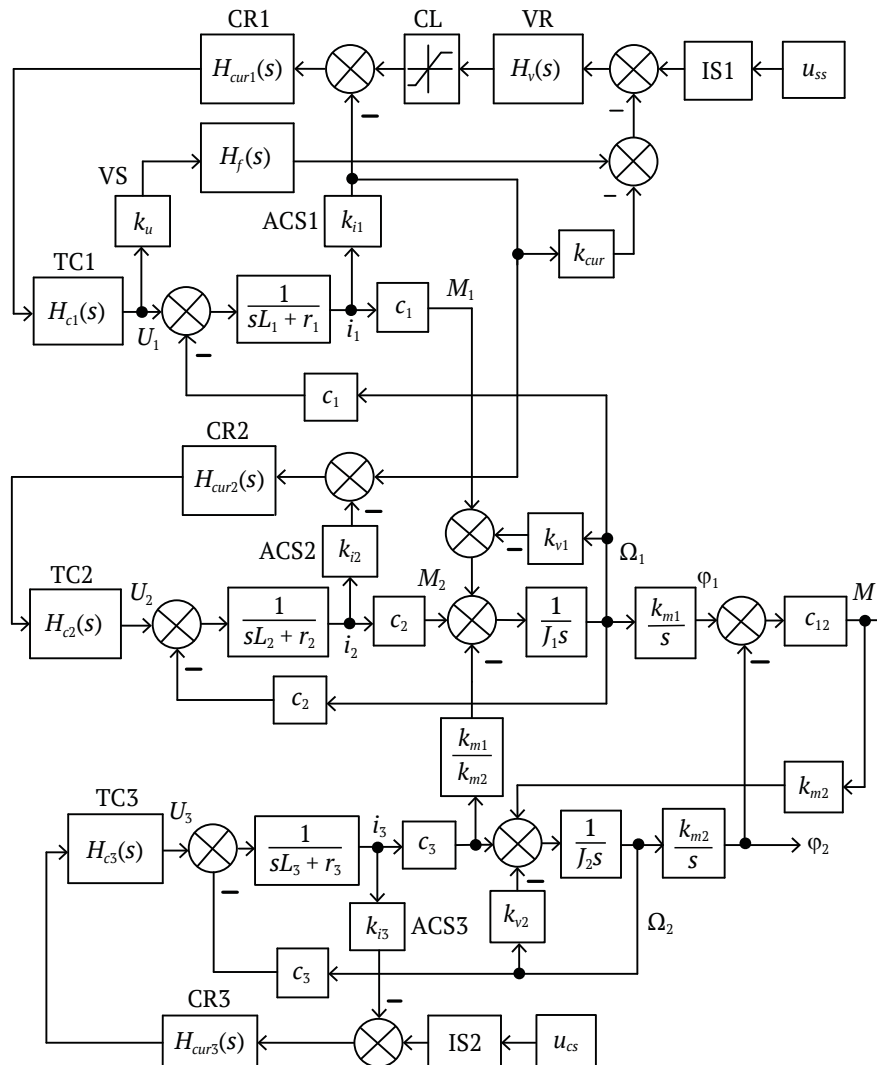 CR1 CL VR
H_cur1(s) H_v(s) IS1 u_ss
− −
VS H_f(s)
−
ACS1 k_i1
k_u k_cur
TC1
H_c1(s) 1/(sL_1 + r_1) c_1 M_1
U_1 i_1
−
c_1
CR2
H_cur2(s)
−
k_v1
ACS2 k_i2 − Ω_1
TC2 U_2 M_2 φ_1 M
H_c2(s) 1/(sL_2 + r_2) c_2 1/(J_1s) k_m1/s c_12
i_2
− − −
c_2
k_m1/k_m2
k_m2
TC3 U_3 i_3
H_c3(s) 1/(sL_3 + r_3) c_3 1/(J_2s) k_m2/s φ_2
− −
k_i3 ACS3 k_v2 Ω_2
c_3
CR3 −
H_cur3(s) IS2 u_cs